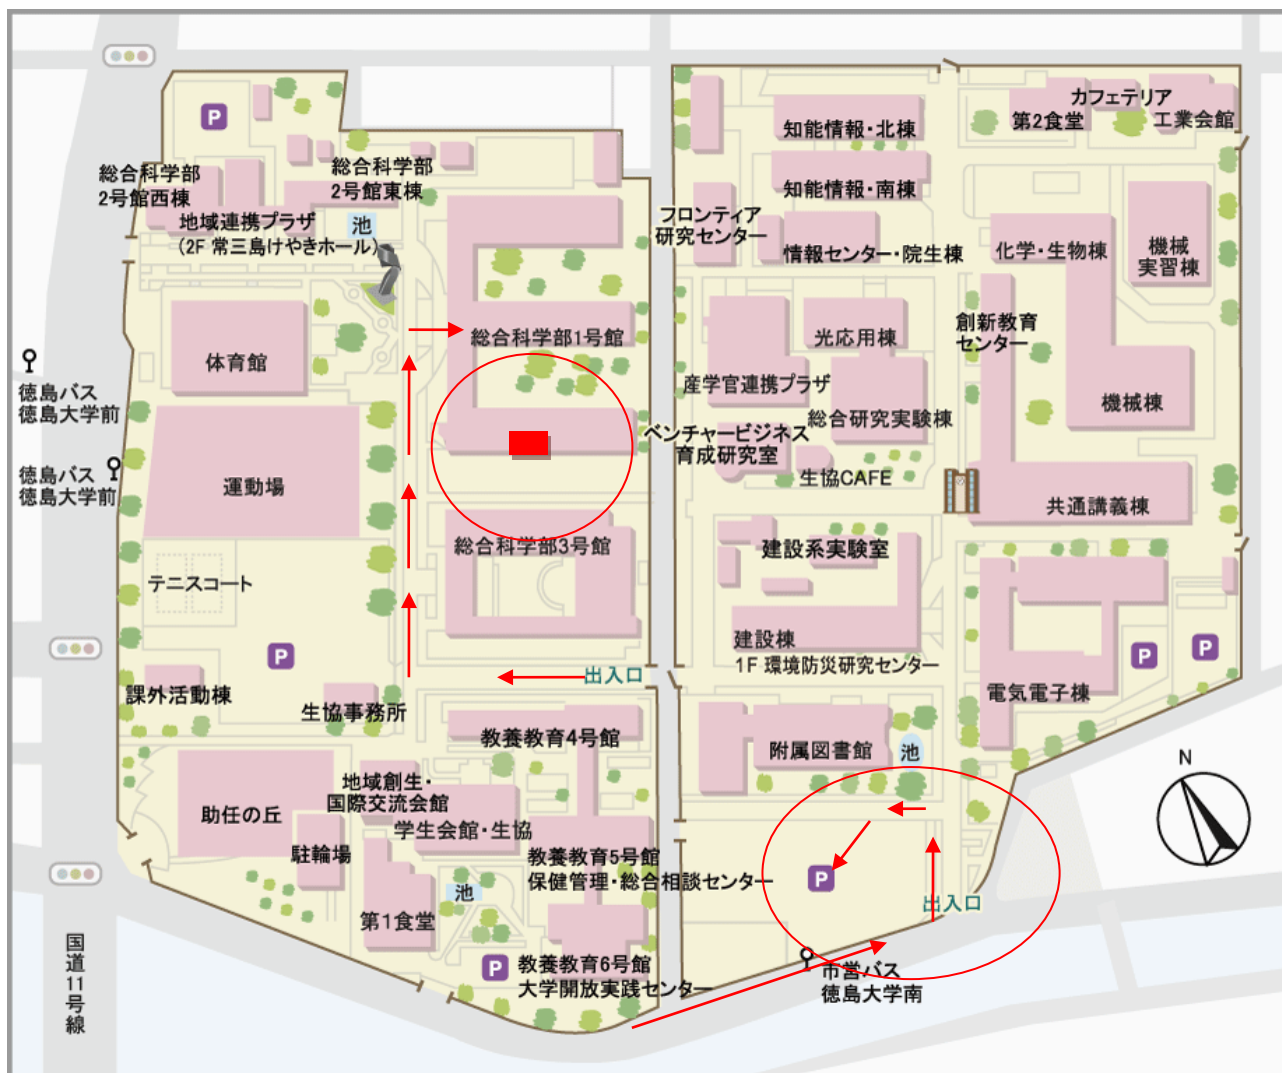 P
総合科学部
2号館西棟
総合科学部
2号館東棟
地域連携プラザ
(2F 常三島けやきホール)
池
総合科学部1号館
体育館
徳島バス
徳島大学前
徳島バス
徳島大学前
運動場
総合科学部3号館
テニスコート
P
出入口
課外活動棟
生協事務所
教養教育4号館
地域創生・
国際交流会館
助任の丘
学生会館・生協
駐輪場
教養教育5号館
保健管理・総合相談センター
池
第1食堂
P
教養教育6号館
大学開放実践センター
国道11号線
知能情報・北棟
知能情報・南棟
カフェテリア
第2食堂
工業会館
フロンティア
研究センター
情報センター・院生棟
化学・生物棟
機械
実習棟
光応用棟
創新教育
センター
産学官連携プラザ
総合研究実験棟
機械棟
ベンチャービジネス
育成研究室
生協CAFE
共通講義棟
建設系実験室
建設棟
1F 環境防災研究センター
P
P
電気電子棟
附属図書館
池
N
P
出入口
市営バス
徳島大学南